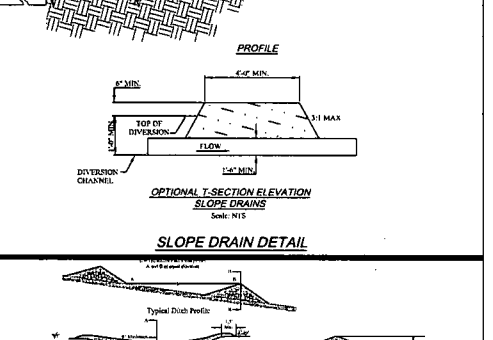 PROFILE
4'-0" MIN.
6" MIN.
3:1 MAX
TOP OF
DIVERSION
1'-0" MIN.
FLOW
DIVERSION
CHANNEL
1'-6" MIN.
OPTIONAL T-SECTION ELEVATION
SLOPE DRAINS
Scale: NTS
SLOPE DRAIN DETAIL
A
B
Typical Ditch Profile
A